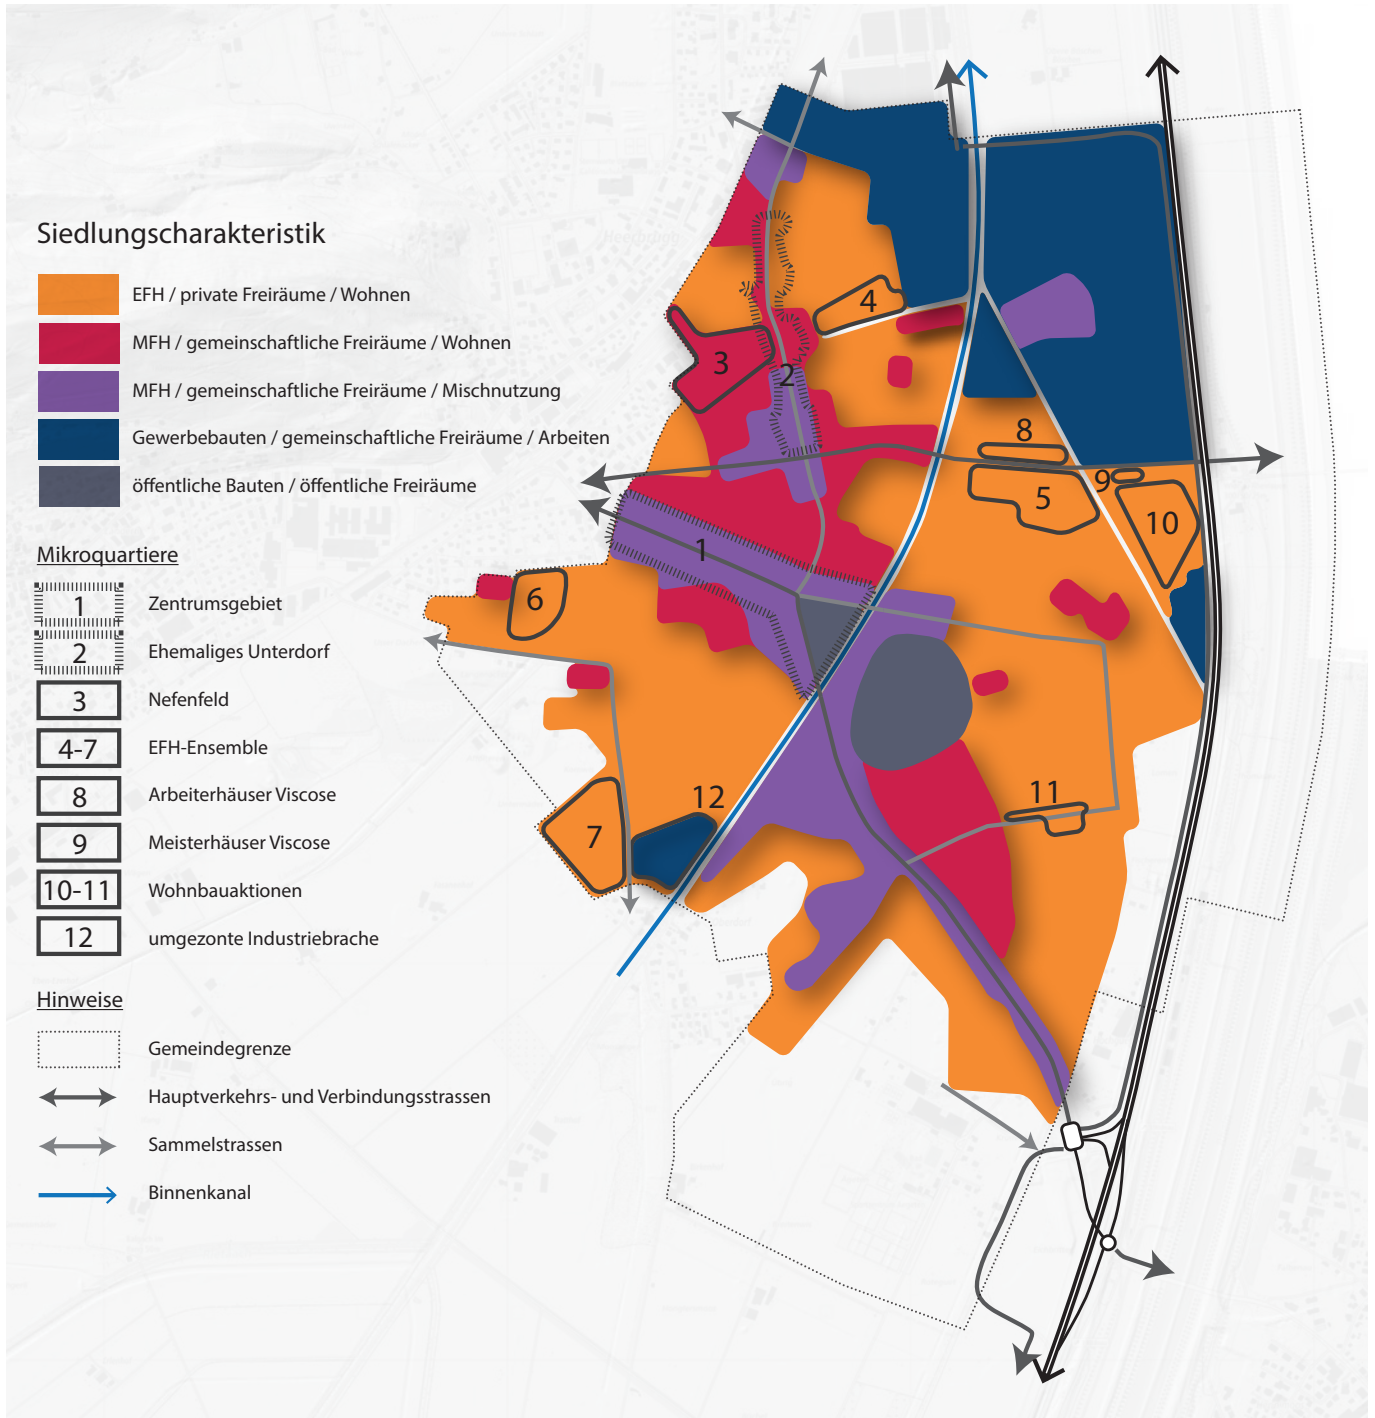 Siedlungscharakteristik
EFH / private Freiräume / Wohnen
MFH / gemeinschaftliche Freiräume / Wohnen
MFH / gemeinschaftliche Freiräume / Mischnutzung
Gewerbebauten / gemeinschaftliche Freiräume / Arbeiten
öffentliche Bauten / öffentliche Freiräume
Mikroquartiere
1 Zentrumsgebiet
2 Ehemaliges Unterdorf
3 Nefenfeld
4-7 EFH-Ensemble
8 Arbeiterhäuser Viscose
9 Meisterhäuser Viscose
10-11 Wohnbauaktionen
12 umgezonte Industriebrache
Hinweise
Gemeindegrenze
Hauptverkehrs- und Verbindungsstrassen
Sammelstrassen
Binnenkanal
4
3
2
8
9
5
10
1
6
12
11
7